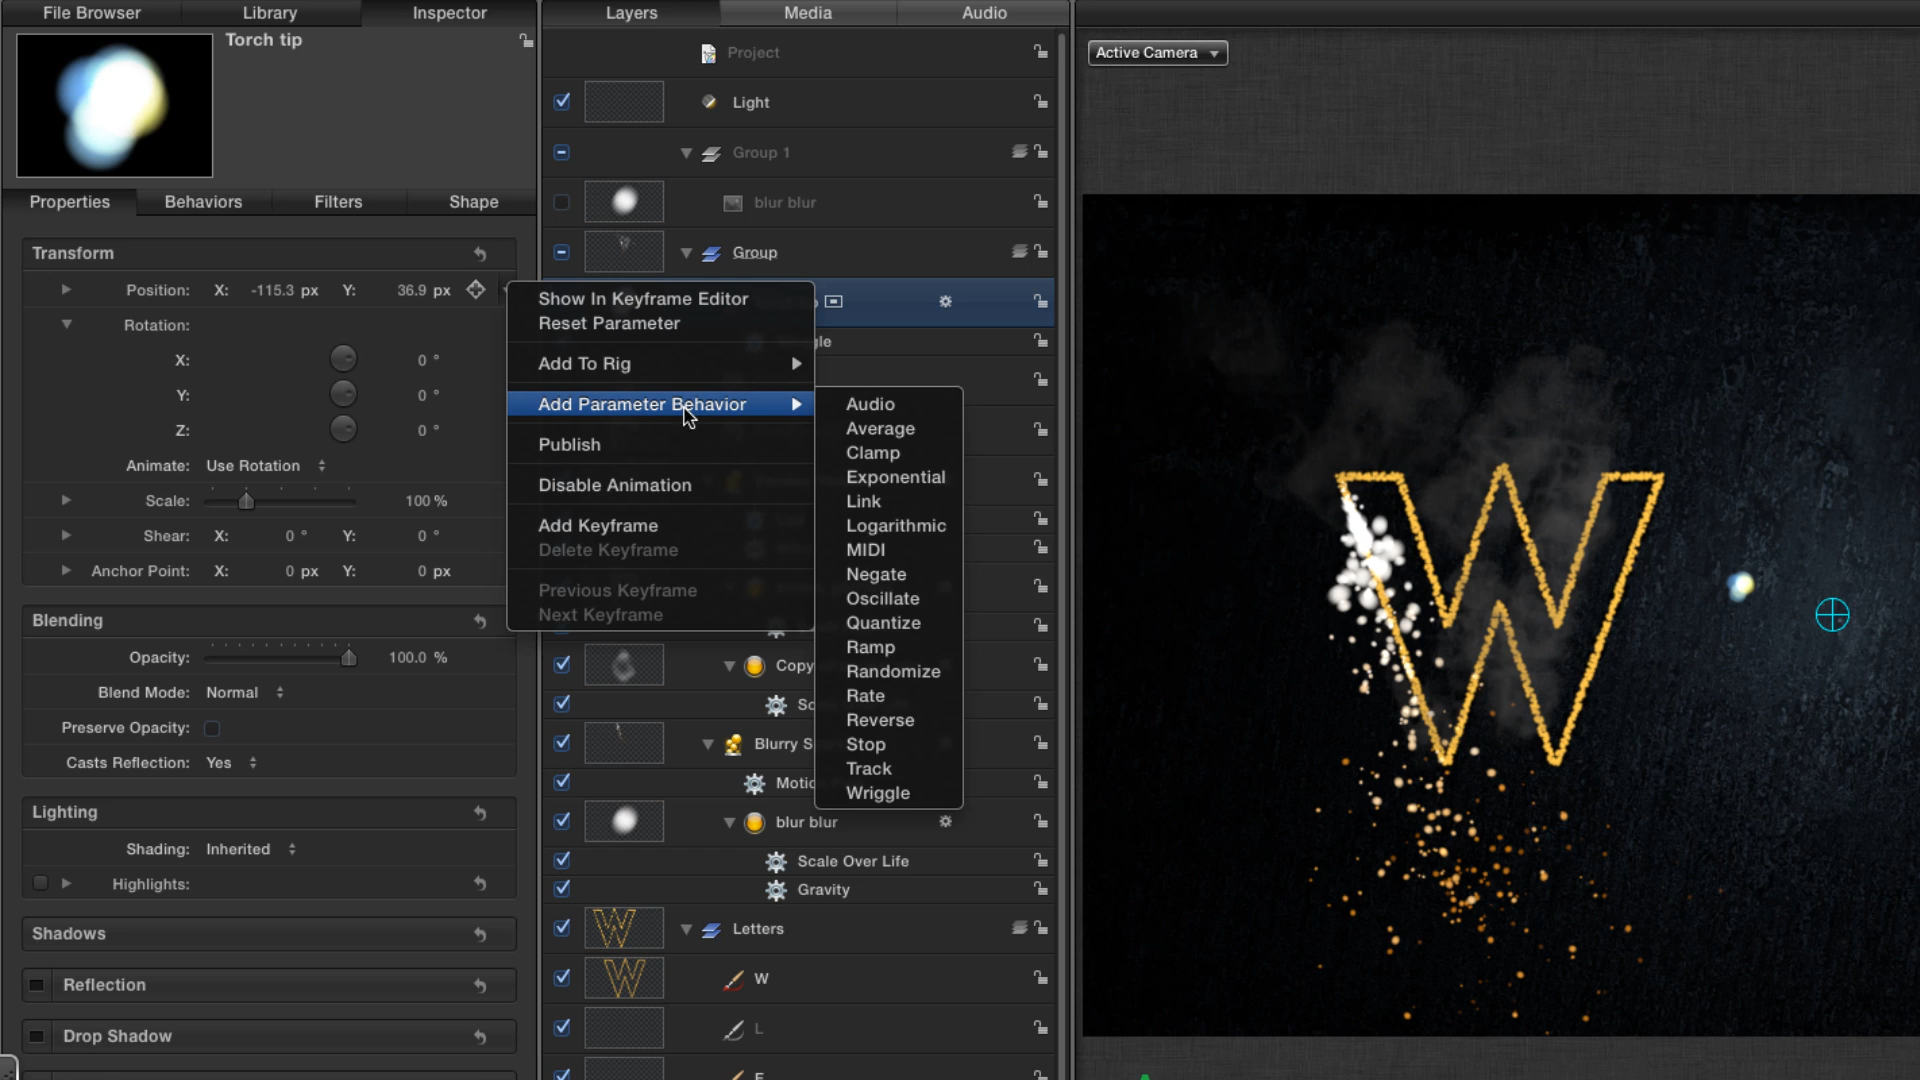 File Browser
Library
Inspector
Torch tip
Properties
Behaviors
Filters
Shape
Transform
Position: X: -115.3 px Y: 36.9 px
Rotation:
X: 0 °
Y: 0 °
Z: 0 °
Animate: Use Rotation
Scale: 100 %
Shear: X: 0 ° Y: 0 °
Anchor Point: X: 0 px Y: 0 px
Blending
Opacity: 100.0 %
Blend Mode: Normal
Preserve Opacity:
Casts Reflection: Yes
Lighting
Shading: Inherited
Highlights:
Shadows
Reflection
Drop Shadow
Layers
Media
Audio
Project
Light
Group 1
blur blur
Group
Show In Keyframe Editor
Reset Parameter
Add To Rig
Add Parameter Behavior
Publish
Disable Animation
Add Keyframe
Delete Keyframe
Previous Keyframe
Next Keyframe
Audio
Average
Clamp
Exponential
Link
Logarithmic
MIDI
Negate
Oscillate
Quantize
Ramp
Randomize
Rate
Reverse
Stop
Track
Wriggle
Copy
Blurry S
Motio
blur blur
Scale Over Life
Gravity
Letters
W
L
Active Camera
W